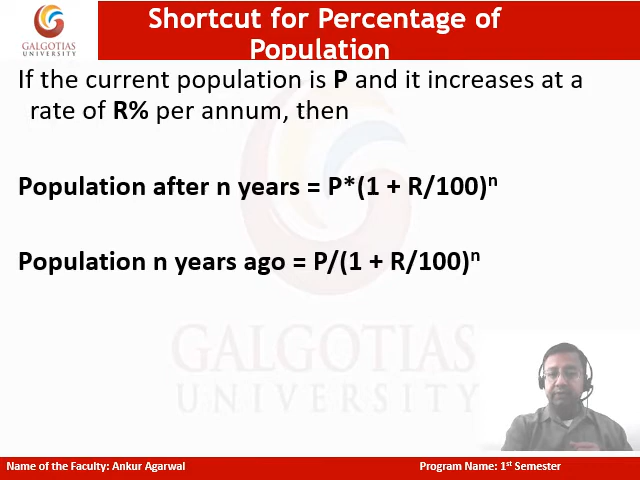 Shortcut for Percentage of
Population
GALGOTIAS
UNIVERSITY
If the current population is P and it increases at a
rate of R% per annum, then
Population after n years = P*(1 + R/100)ⁿ
Population n years ago = P/(1 + R/100)ⁿ
GALGOTIAS
UNIVERSITY
Name of the Faculty: Ankur Agarwal
Program Name: 1st Semester